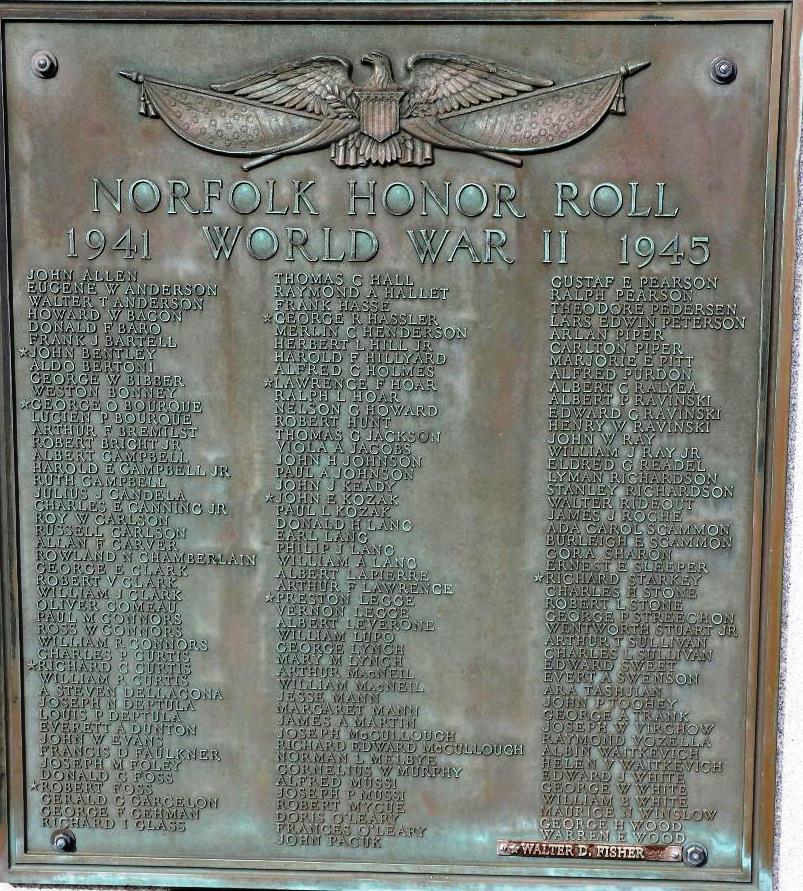 NORFOLK HONOR ROLL
1941 WORLD WAR II 1945
JOHN ALLEN
EUGENE W ANDERSON
WALTER T ANDERSON
HOWARD W BACON
DONALD F BARO
FRANK J BARTELL
★JOHN BENTLEY
ALDO BERTONI
GEORGE W BIBBER
WESTON BONNEY
★GEORGE O BOURQUE
LUCIEN P BOURQUE
ARTHUR F BREMILST
ROBERT BRIGHT JR
ALBERT CAMPBELL
HAROLD E CAMPBELL JR
RUTH CAMPBELL
JULIUS J CANDELA
CHARLES E CANNING JR
ROY W CARLSON
RUSSELL CARLSON
ALLAN F CARVER
ROWLAND N CHAMBERLAIN
GEORGE E CLARK
ROBERT V CLARK
WILLIAM J CLARK
OLIVER COMEAU
PAUL M CONNORS
ROSS W CONNORS
WILLIAM R CONNORS
CHARLES B CURTIS
★RICHARD C CURTIS
WILLIAM R CURTIS
A STEVEN DELLAGONA
JOSEPH N DEPTULA
LOUIS P DEPTULA
EVERETT A DUNTON
JOHN W EVANS
FRANCIS D FAULKNER
JOSEPH M FOLEY
DONALD C FOSS
★ROBERT FOSS
GERALD G GARCELON
GEORGE F GEHMAN
RICHARD I GLASS
THOMAS C HALL
RAYMOND A HALLET
FRANK HASSE
★GEORGE R HASSLER
MERLIN C HENDERSON
HERBERT L HILL JR
HAROLD F HILLYARD
ALFRED C HOLMES
★LAWRENCE F HOAR
RALPH L HOAR
NELSON G HOWARD
ROBERT HUNT
THOMAS G JACKSON
VIOLA A JACOBS
JOHN H JOHNSON
PAUL A JOHNSON
JOHN J KEADY
★JOHN E KOZAK
PAUL L KOZAK
DONALD H LANG
EARL LANG
PHILIP J LANG
WILLIAM A LANG
ALBERT LAPIERRE
ARTHUR F LAWRENCE
★PRESTON LEGGE
VERNON LEGGE
ALBERT LEVERONE
WILLIAM LUPO
GEORGE LYNCH
MARY M LYNCH
ARTHUR MACNEIL
WILLIAM MACNEIL
JESSE MANN
MARGARET MANN
JAMES A MARTIN
JOSEPH McCULLOUGH
RICHARD EDWARD McCULLOUGH
NORMAN L MELBYE
CORNELIUS W MURPHY
ALFRED MUSSI
JOSEPH P MUSSI
ROBERT MYCUE
DORIS O'LEARY
FRANCES O'LEARY
JOHN PACUK
GUSTAF E PEARSON
RALPH PEARSON
THEODORE PEDERSEN
LARS EDWIN PETERSON
ARLAN PIPER
CARLTON PIPER
MARJORIE E PITT
ALFRED PURDON
ALBERT C RALYEA
ALBERT P RAVINSKI
EDWARD C RAVINSKI
HENRY W RAVINSKI
JOHN W RAY
WILLIAM J RAY JR
ELDRED G READEL
LYMAN RICHARDSON
STANLEY RICHARDSON
WALTER RIDEOUT
JAMES J ROCHE
ADA CAROL SCAMMON
BURLEIGH E SCAMMON
CORA SHARON
ERNEST E SLEEPER
★RICHARD STARKEY
CHARLES H STONE
ROBERT L STONE
GEORGE P STREECHON
WENTWORTH STUART JR
ARTHUR T SULLIVAN
CHARLES J SULLIVAN
EDWARD SWEET
EVERT A SWENSON
ARA TASHJIAN
JOHN P TOOHEY
GEORGE A TRANK
JOSEPH W VIRCHOW
RAYMOND VOZELLA
ALBIN WAITKEVICH
HELEN V WAITKEVICH
EDWARD J WHITE
GEORGE W WHITE
WILLIAM B WHITE
MAURICE N WINSLOW
GEORGE H WOOD
WARREN E WOOD
★WALTER D. FISHER